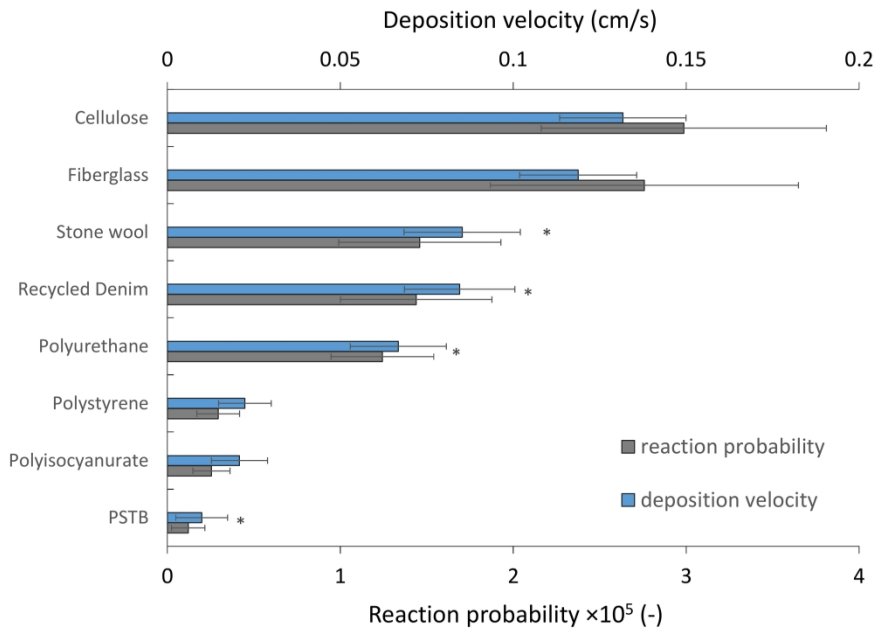 Deposition velocity (cm/s)
0 0.05 0.1 0.15 0.2
Cellulose
Fiberglass
Stone wool
*
Recycled Denim
*
Polyurethane
*
Polystyrene
reaction probability
Polyisocyanurate
deposition velocity
PSTB
*
0 1 2 3 4
Reaction probability ×10⁵ (-)